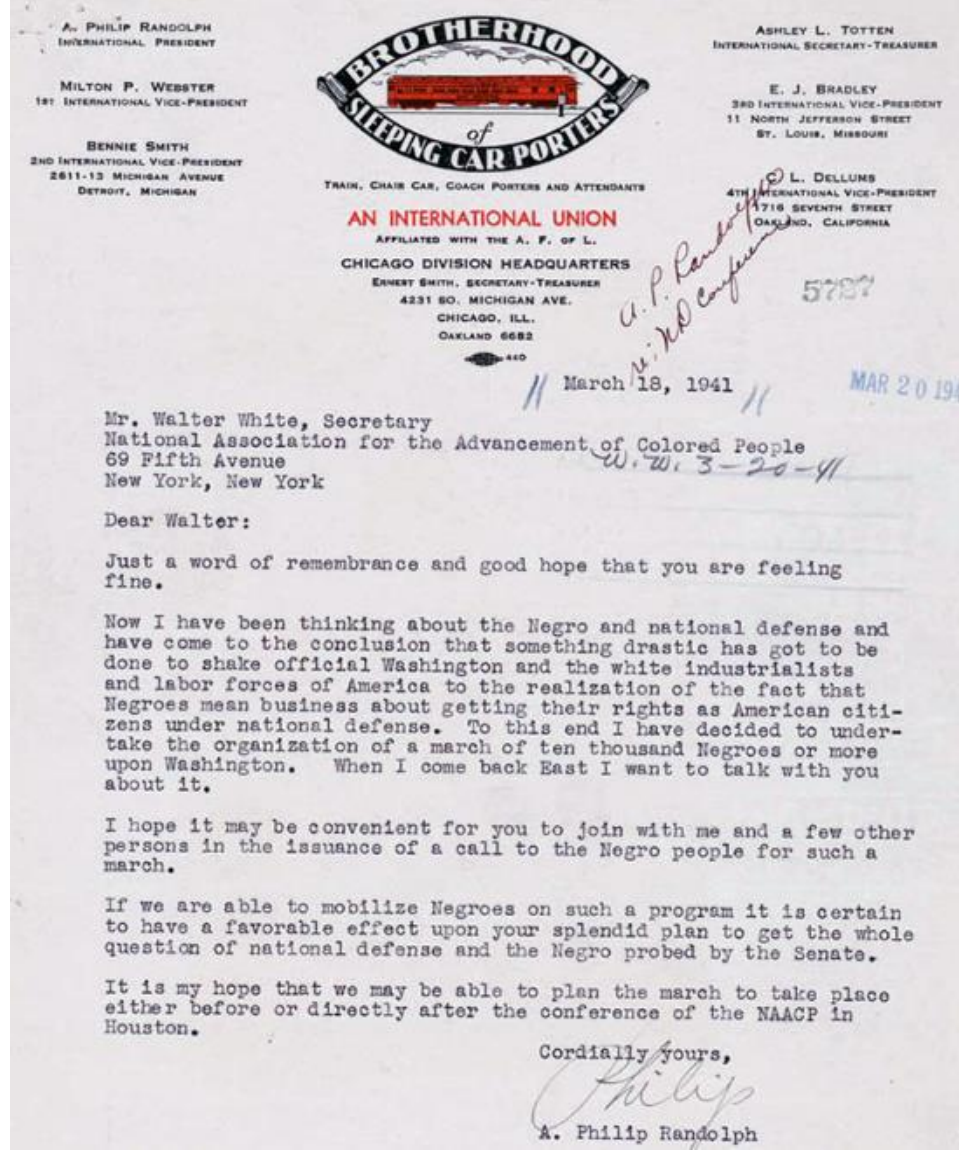 A. PHILIP RANDOLPH
INTERNATIONAL PRESIDENT
MILTON P. WEBSTER
1ST INTERNATIONAL VICE-PRESIDENT
BENNIE SMITH
2ND INTERNATIONAL VICE-PRESIDENT
2611-13 MICHIGAN AVENUE
DETROIT, MICHIGAN
BROTHERHOOD
of
SLEEPING CAR PORTERS
TRAIN, CHAIR CAR, COACH PORTERS AND ATTENDANTS
AN INTERNATIONAL UNION
AFFILIATED WITH THE A. F. OF L.
CHICAGO DIVISION HEADQUARTERS
ERNEST SMITH, SECRETARY-TREASURER
4231 SO. MICHIGAN AVE.
CHICAGO, ILL.
OAKLAND 6682
440
ASHLEY L. TOTTEN
INTERNATIONAL SECRETARY-TREASURER
E. J. BRADLEY
3RD INTERNATIONAL VICE-PRESIDENT
11 NORTH JEFFERSON STREET
ST. LOUIS, MISSOURI
C. L. DELLUMS
4TH INTERNATIONAL VICE-PRESIDENT
1716 SEVENTH STREET
OAKLAND, CALIFORNIA
A. P. Randolph
re: ND Conference
5727
March 18, 1941
MAR 20 194
Mr. Walter White, Secretary
National Association for the Advancement of Colored People
69 Fifth Avenue
W. W. 3-20-41
New York, New York
Dear Walter:
Just a word of remembrance and good hope that you are feeling
fine.
Now I have been thinking about the Negro and national defense and
have come to the conclusion that something drastic has got to be
done to shake official Washington and the white industrialists
and labor forces of America to the realization of the fact that
Negroes mean business about getting their rights as American citi-
zens under national defense. To this end I have decided to under-
take the organization of a march of ten thousand Negroes or more
upon Washington. When I come back East I want to talk with you
about it.
I hope it may be convenient for you to join with me and a few other
persons in the issuance of a call to the Negro people for such a
march.
If we are able to mobilize Negroes on such a program it is certain
to have a favorable effect upon your splendid plan to get the whole
question of national defense and the Negro probed by the Senate.
It is my hope that we may be able to plan the march to take place
either before or directly after the conference of the NAACP in
Houston.
Cordially yours,
Philip
A. Philip Randolph